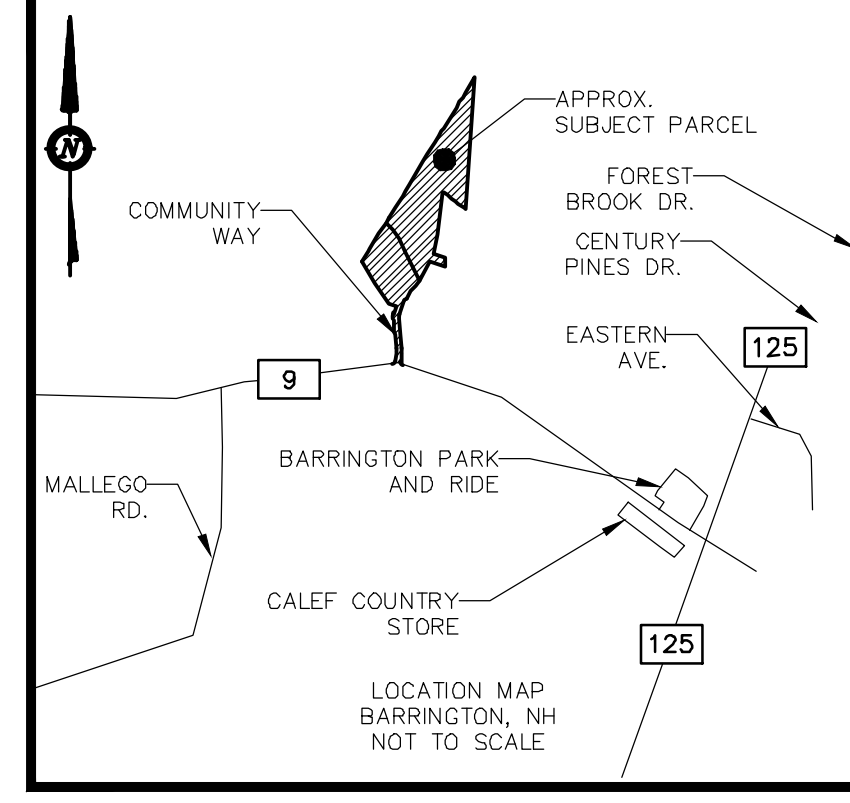 N
APPROX.
SUBJECT PARCEL
COMMUNITY
WAY
FOREST
BROOK DR.
CENTURY
PINES DR.
EASTERN
AVE.
125
9
BARRINGTON PARK
AND RIDE
MALLEGO
RD.
CALEF COUNTRY
STORE
125
LOCATION MAP
BARRINGTON, NH
NOT TO SCALE